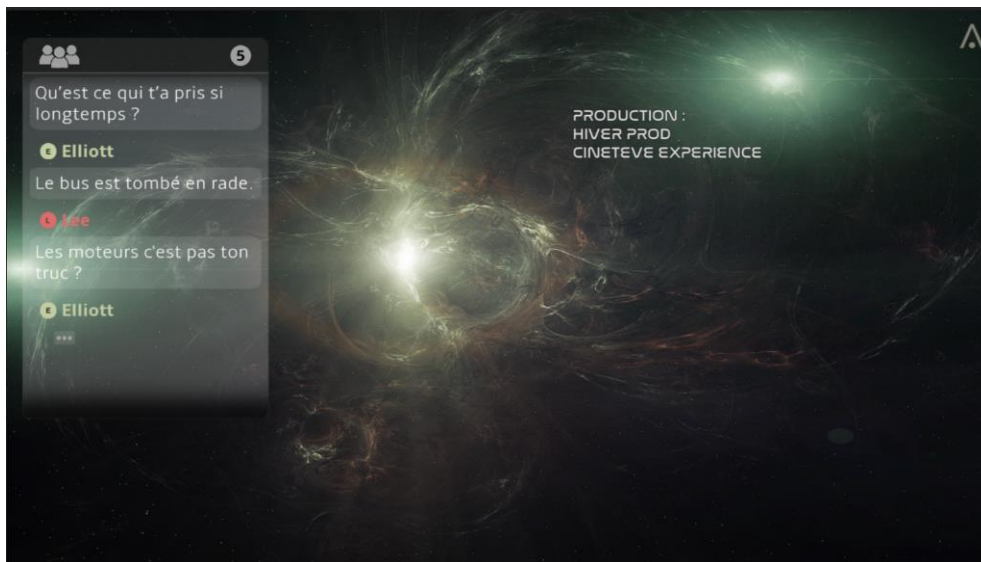 5
Qu'est ce qui t'a pris si
longtemps ?
E Elliott
Le bus est tombé en rade.
L Lee
Les moteurs c'est pas ton
truc ?
E Elliott
...
PRODUCTION :
HIVER PROD
CINETEVE EXPERIENCE